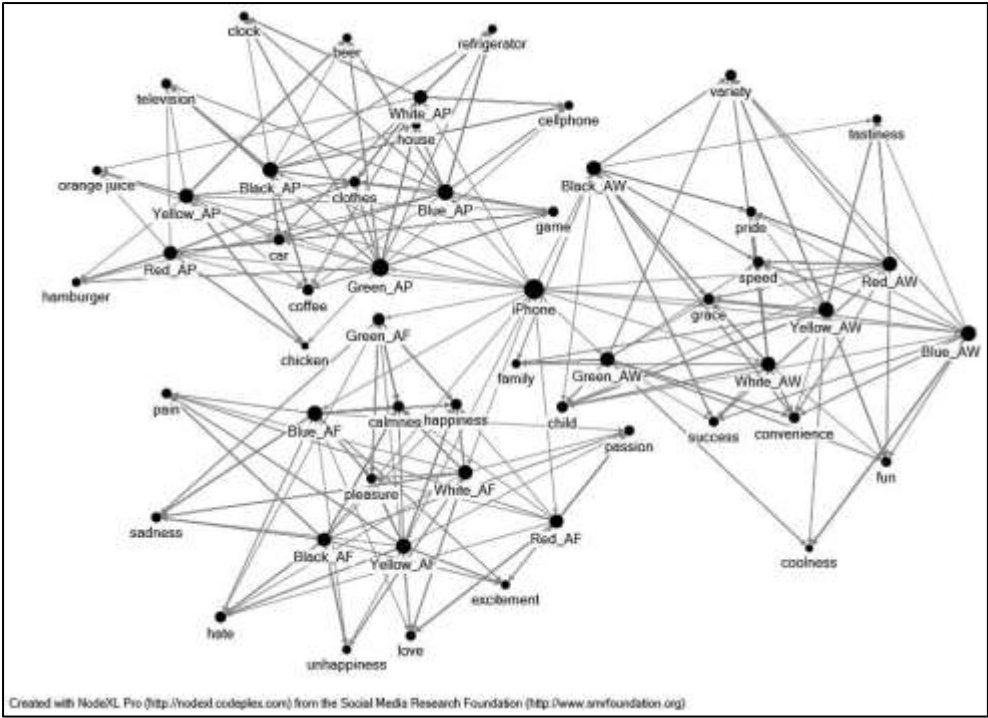 clock
beer
refrigerator
variety
television
White_AP
cellphone
house
tastiness
orange juice
Black_AP
clothes
Black_AW
Yellow_AP
Blue_AP
game
pride
car
Red_AP
speed
Red_AW
hamburger
coffee
Green_AP
iPhone
grace
Yellow_AW
Green_AF
Blue_AW
chicken
family
Green_AW
White_AW
pain
Blue_AF
calmnes
happiness
child
success
convenience
passion
fun
pleasure
White_AF
sadness
Black_AF
Yellow_AF
Red_AF
coolness
excitement
hate
unhappiness
love
Created with NodeXL Pro (http://nodexl.codeplex.com) from the Social Media Research Foundation (http://www.smrfoundation.org)